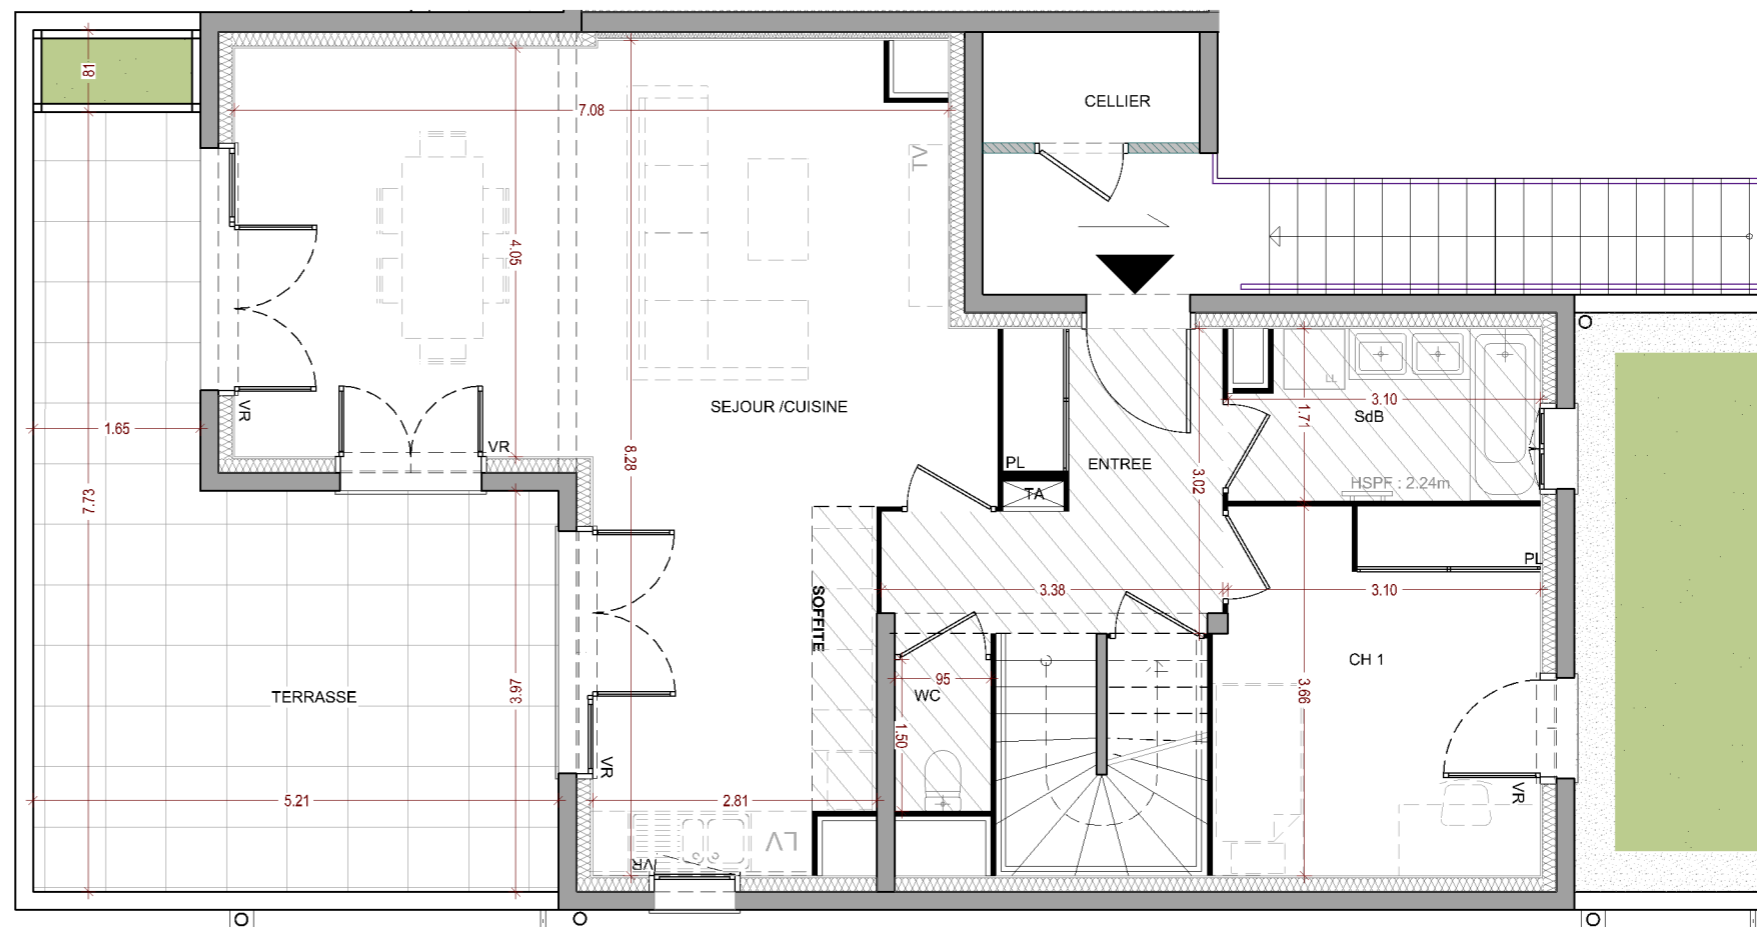 81
7.08
CELLIER
TV
4.05
SEJOUR /CUISINE
VR
VR
1.65
7.73
8.28
PL
TA
ENTREE
3.02
1.71
LL
3.10
SdB
HSPF : 2.24m
PL
3.38
3.10
SOFFITE
CH 1
TERRASSE
3.97
95
WC
1.50
3.66
VR
VR
5.21
2.81
LV
VR